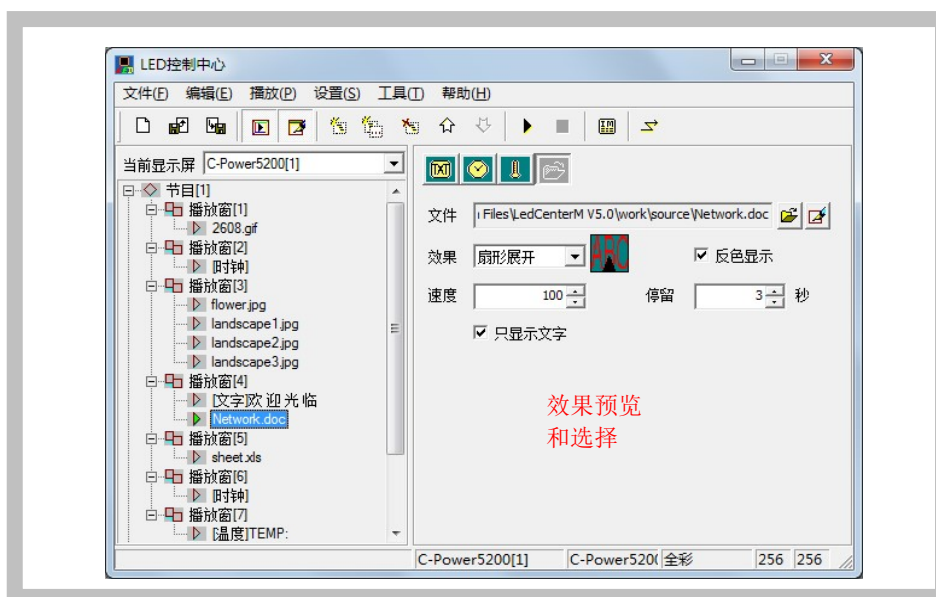 LED控制中心
文件(F) 编辑(E) 播放(P) 设置(S) 工具(T) 帮助(H)
当前显示屏 C-Power5200[1]
节目[1]
播放窗[1]
2608.gif
播放窗[2]
[时钟]
播放窗[3]
flower.jpg
landscape1.jpg
landscape2.jpg
landscape3.jpg
播放窗[4]
[文字]欢 迎 光 临
Network.doc
播放窗[5]
sheet.xls
播放窗[6]
[时钟]
播放窗[7]
[温度]TEMP:
TXT
文件 Files\LedCenterM V5.0\work\source\Network.doc
效果 扇形展开 ARC 反色显示
速度 100 停留 3 秒
只显示文字
效果预览
和选择
C-Power5200[1] C-Power520( 全彩 256 256